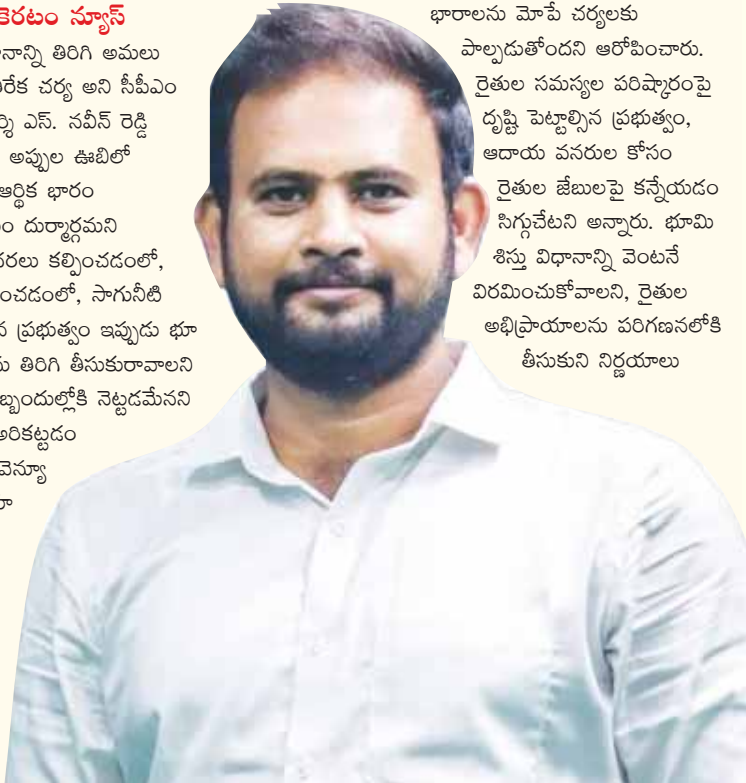 కెరటం న్యూస్
నాన్ని తిరిగి అమలు
రేక చర్య అని సీపీఎం
ఎస్. నవీన్ రెడ్డి
అప్పుల ఊబిలో
ఆర్థిక భారం
దుర్మార్గమని
ధరలు కల్పించడంలో,
ంచడంలో, సాగునీటి
న ప్రభుత్వం ఇప్పుడు భూ
తిరిగి తీసుకురావాలని
బ్బందుల్లోకి నెట్టడమేనని
అరికట్టడం
వెన్యూ
భారాలను మోపే చర్యలకు
పాల్పడుతోందని ఆరోపించారు.
రైతుల సమస్యల పరిష్కారంపై
దృష్టి పెట్టాల్సిన ప్రభుత్వం,
ఆదాయ వనరుల కోసం
రైతుల జేబులపై కన్నేయడం
సిగ్గుచేటని అన్నారు. భూమి
శిస్తు విధానాన్ని వెంటనే
విరమించుకోవాలని, రైతుల
అభిప్రాయాలను పరిగణనలోకి
తీసుకుని నిర్ణయాలు